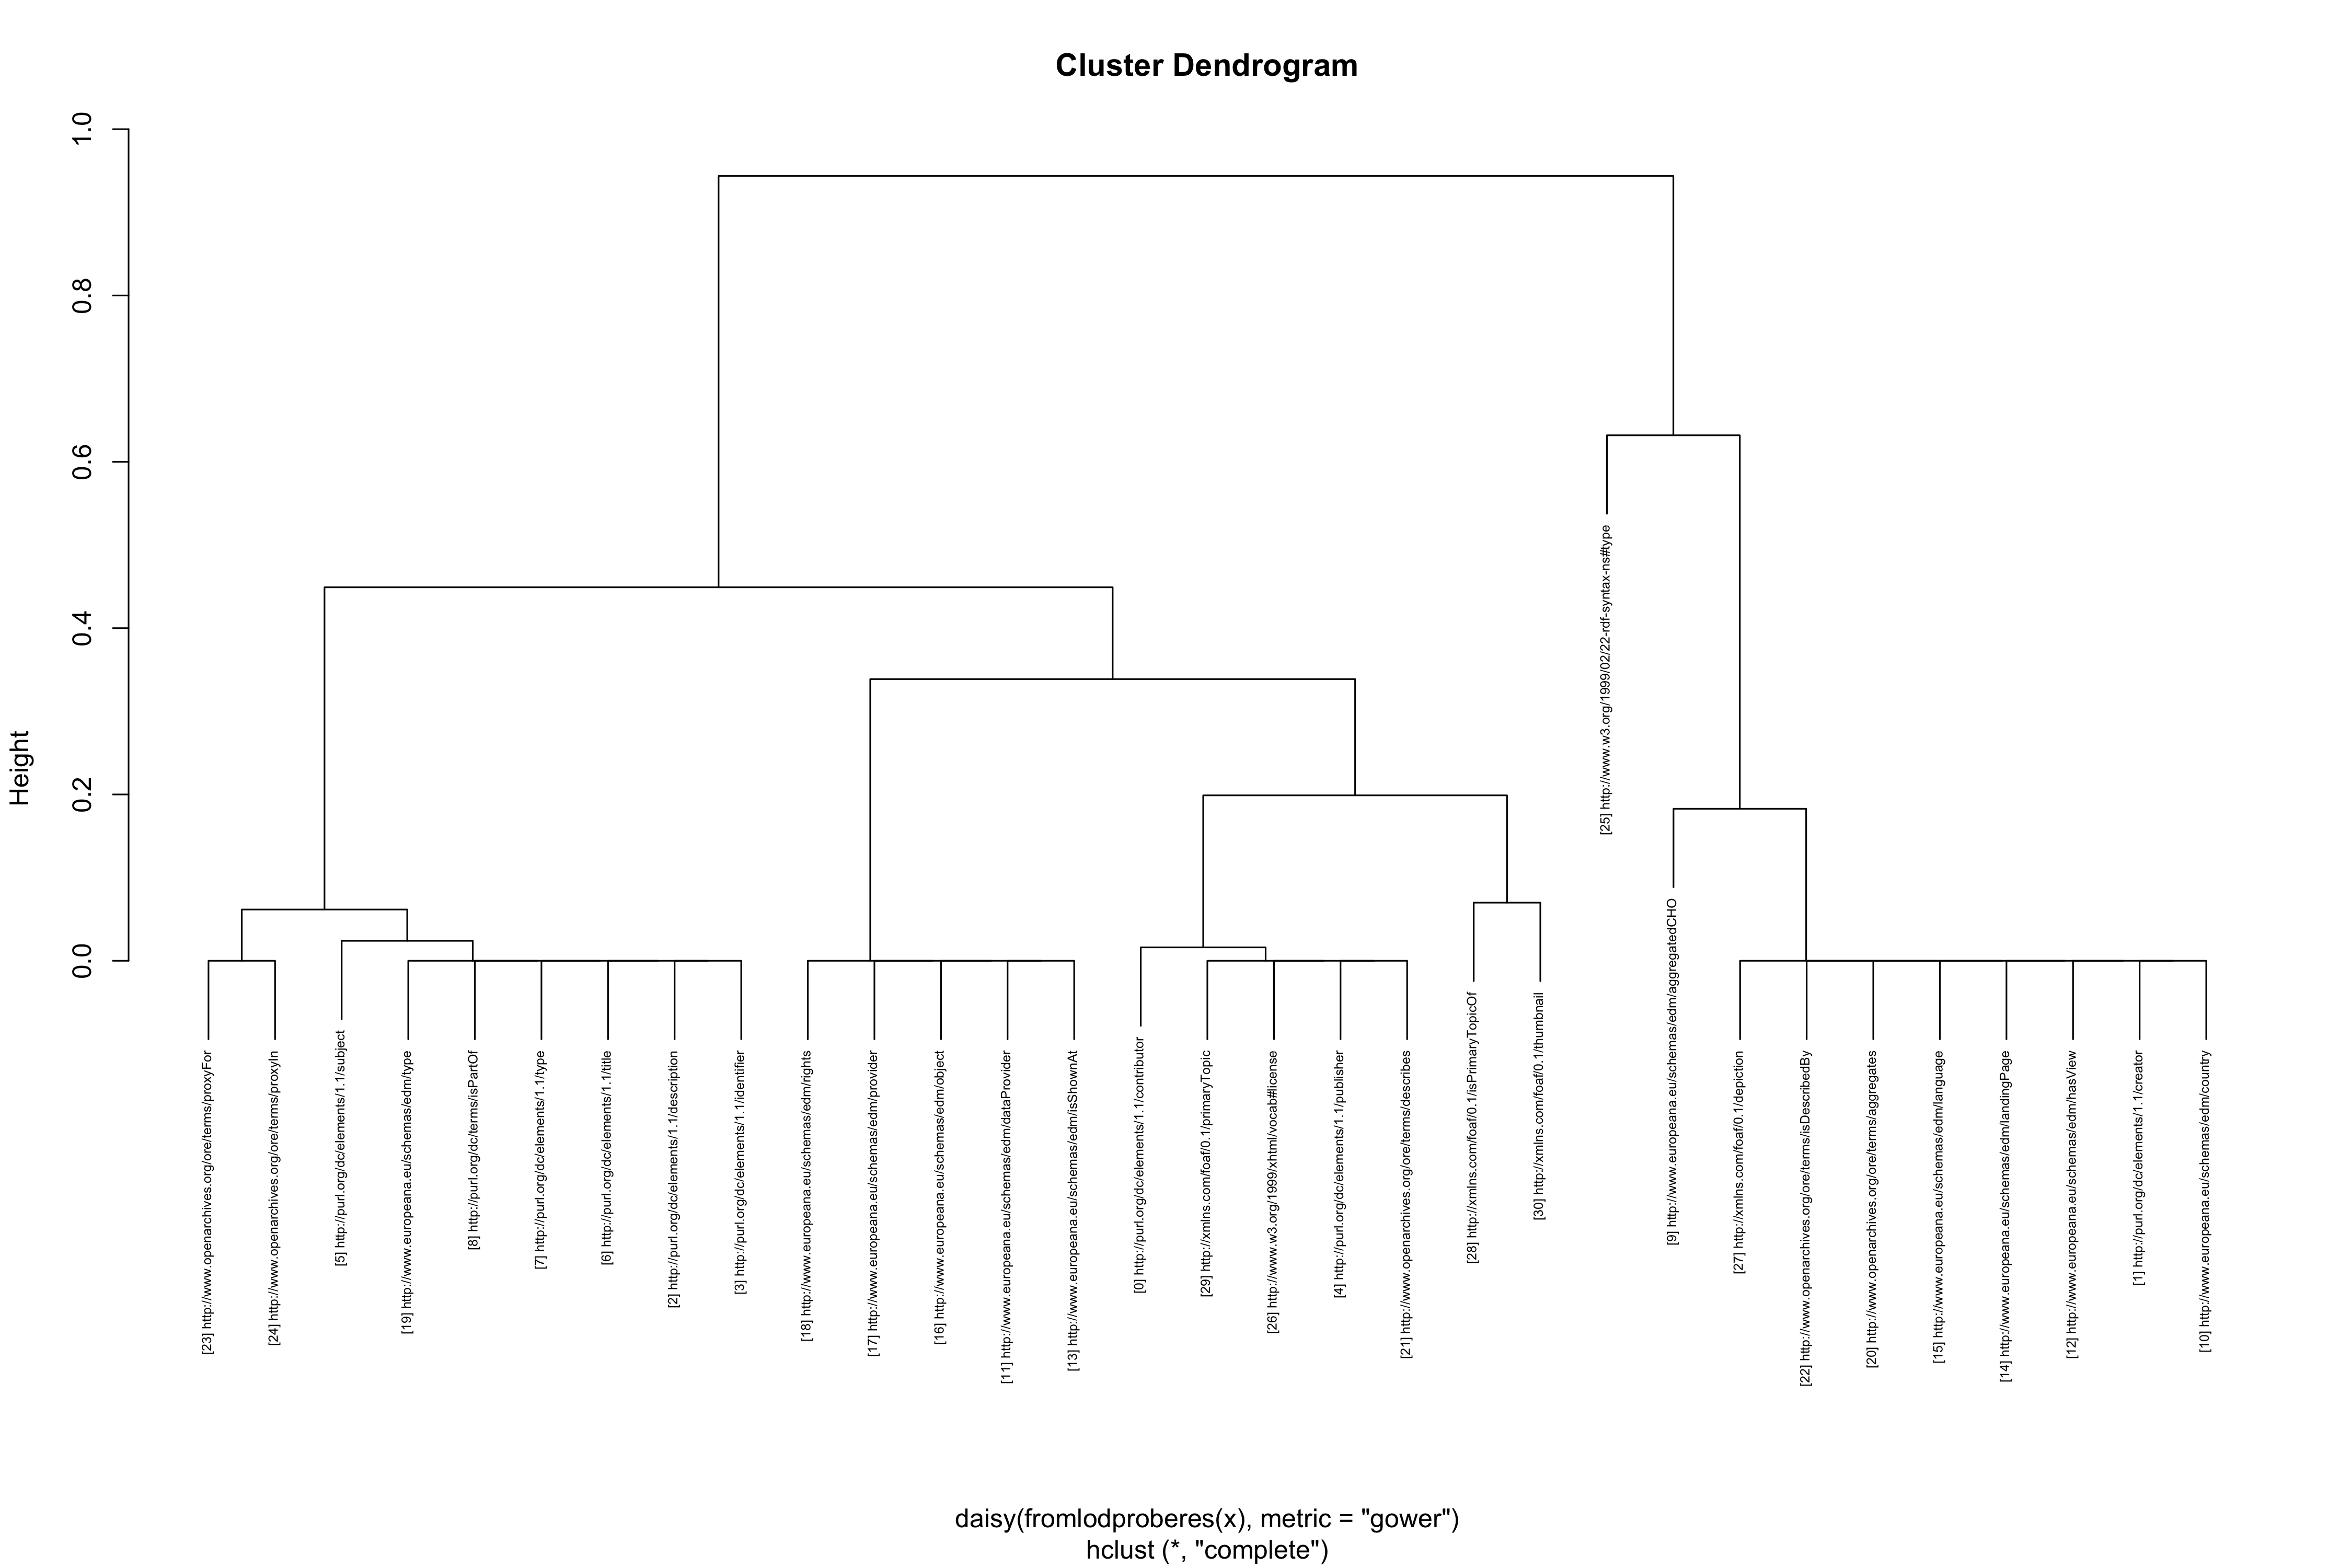 Cluster Dendrogram
Height
1.0
0.8
0.6
0.4
0.2
0.0
[23] http://www.openarchives.org/ore/terms/proxyFor
[24] http://www.openarchives.org/ore/terms/proxyIn
[5] http://purl.org/dc/elements/1.1/subject
[19] http://www.europeana.eu/schemas/edm/type
[8] http://purl.org/dc/terms/isPartOf
[7] http://purl.org/dc/elements/1.1/type
[6] http://purl.org/dc/elements/1.1/title
[2] http://purl.org/dc/elements/1.1/description
[3] http://purl.org/dc/elements/1.1/identifier
[18] http://www.europeana.eu/schemas/edm/rights
[17] http://www.europeana.eu/schemas/edm/provider
[16] http://www.europeana.eu/schemas/edm/object
[11] http://www.europeana.eu/schemas/edm/dataProvider
[13] http://www.europeana.eu/schemas/edm/isShownAt
[0] http://purl.org/dc/elements/1.1/contributor
[29] http://xmlns.com/foaf/0.1/primaryTopic
[26] http://www.w3.org/1999/xhtml/vocab#license
[4] http://purl.org/dc/elements/1.1/publisher
[21] http://www.openarchives.org/ore/terms/describes
[28] http://xmlns.com/foaf/0.1/isPrimaryTopicOf
[30] http://xmlns.com/foaf/0.1/thumbnail
[25] http://www.w3.org/1999/02/22-rdf-syntax-ns#type
[9] http://www.europeana.eu/schemas/edm/aggregatedCHO
[27] http://xmlns.com/foaf/0.1/depiction
[22] http://www.openarchives.org/ore/terms/isDescribedBy
[20] http://www.openarchives.org/ore/terms/aggregates
[15] http://www.europeana.eu/schemas/edm/language
[14] http://www.europeana.eu/schemas/edm/landingPage
[12] http://www.europeana.eu/schemas/edm/hasView
[1] http://purl.org/dc/elements/1.1/creator
[10] http://www.europeana.eu/schemas/edm/country
daisy(fromlodproberes(x), metric = "gower")
hclust (*, "complete")